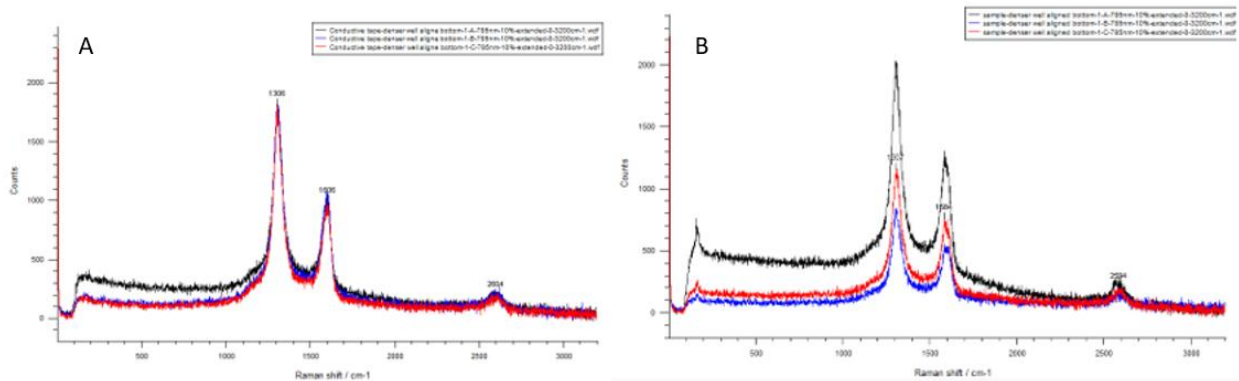 A
Conductive tape-denser well aligne bottom-1-A-785nm-10%-extended-0-3200cm-1.wdf
Conductive tape-denser well aligne bottom-1-B-785nm-10%-extended-0-3200cm-1.wdf
Conductive tape-denser well aligne bottom-1-C-785nm-10%-extended-0-3200cm-1.wdf
2000
1500
1000
500
0
Counts
1306
2604
500
1000
1500
2000
2500
3000
Raman shift / cm-1
B
sample-denser well aligned bottom-1-A-785nm-10%-extended-0-3200cm-1.wdf
sample-denser well aligned bottom-1-B-785nm-10%-extended-0-3200cm-1.wdf
sample-denser well aligned bottom-1-C-785nm-10%-extended-0-3200cm-1.wdf
2000
1500
1000
500
0
Counts
1584
2594
500
1000
1500
2000
2500
3000
Raman shift / cm-1